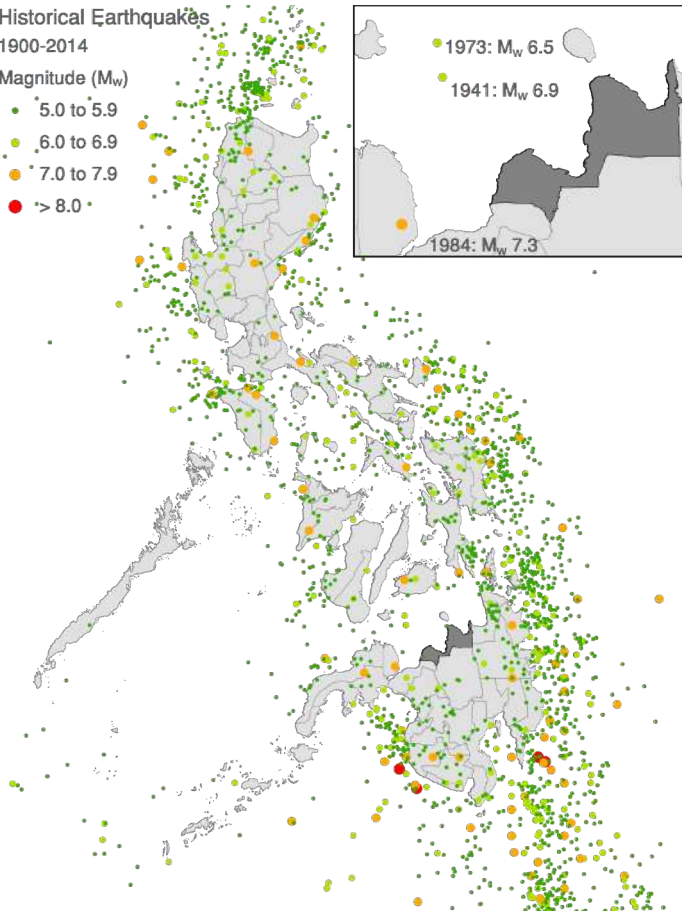 Historical Earthquakes
1900-2014
Magnitude (Mw)
5.0 to 5.9
6.0 to 6.9
7.0 to 7.9
> 8.0
1973: Mw 6.5
1941: Mw 6.9
1984: Mw 7.3